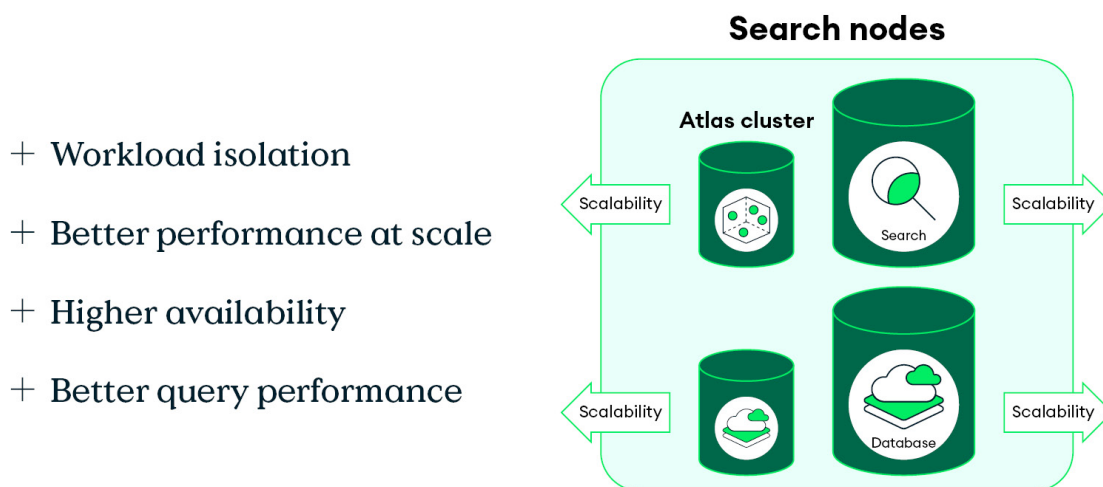 Search nodes
+ Workload isolation
+ Better performance at scale
+ Higher availability
+ Better query performance
Atlas cluster
Scalability
Search
Scalability
Scalability
Database
Scalability